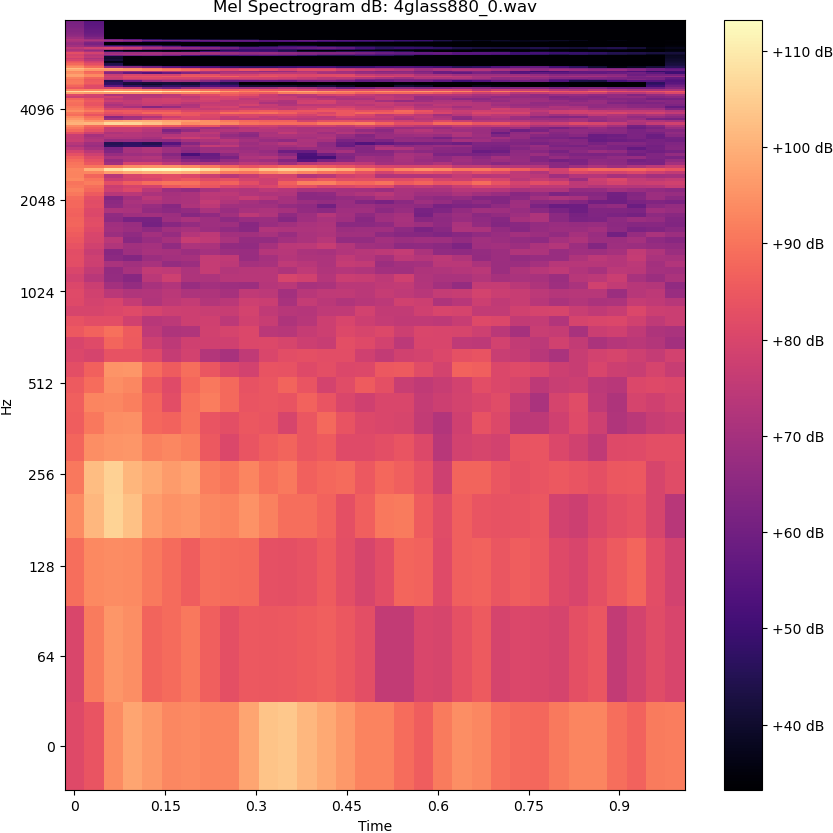 Mel Spectrogram dB: 4glass880_0.wav
+110 dB
4096
+100 dB
2048
+90 dB
1024
+80 dB
512
Hz
+70 dB
256
+60 dB
128
+50 dB
64
+40 dB
0
0 0.15 0.3 0.45 0.6 0.75 0.9
Time